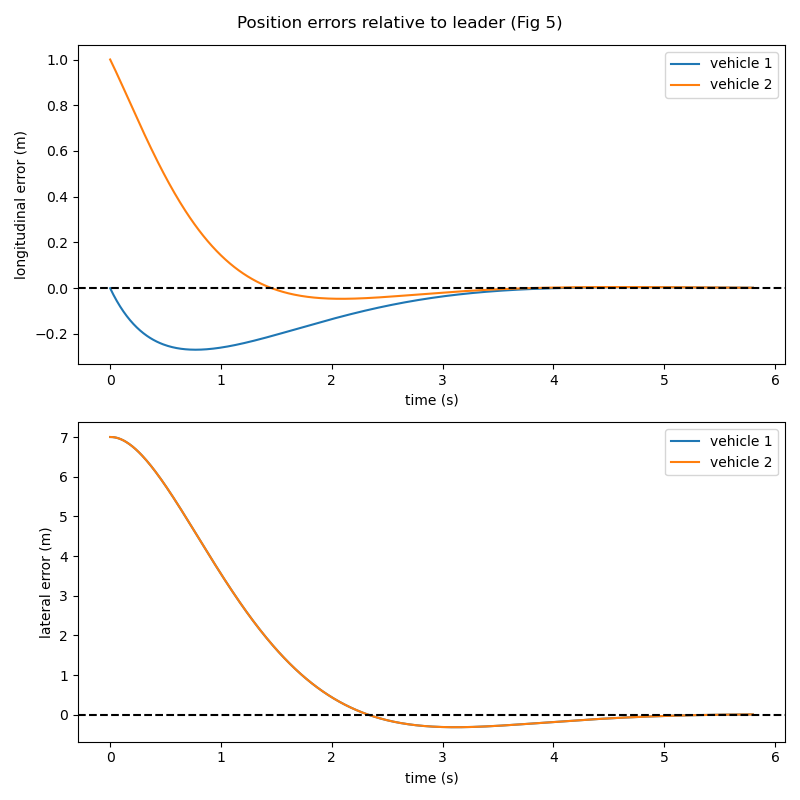 Position errors relative to leader (Fig 5)
longitudinal error (m)
1.0
0.8
0.6
0.4
0.2
0.0
−0.2
vehicle 1
vehicle 2
0 1 2 3 4 5 6
time (s)
lateral error (m)
7
6
5
4
3
2
1
0
vehicle 1
vehicle 2
0 1 2 3 4 5 6
time (s)